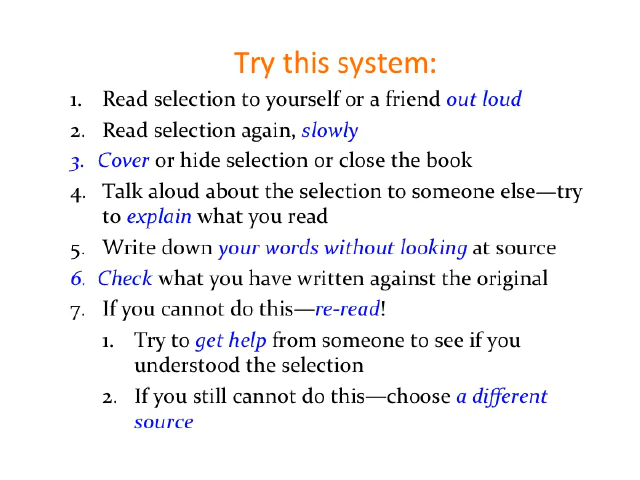 Try this system:
1. Read selection to yourself or a friend out loud
2. Read selection again, slowly
3. Cover or hide selection or close the book
4. Talk aloud about the selection to someone else—try
to explain what you read
5. Write down your words without looking at source
6. Check what you have written against the original
7. If you cannot do this—re-read!
1. Try to get help from someone to see if you
understood the selection
2. If you still cannot do this—choose a different
source